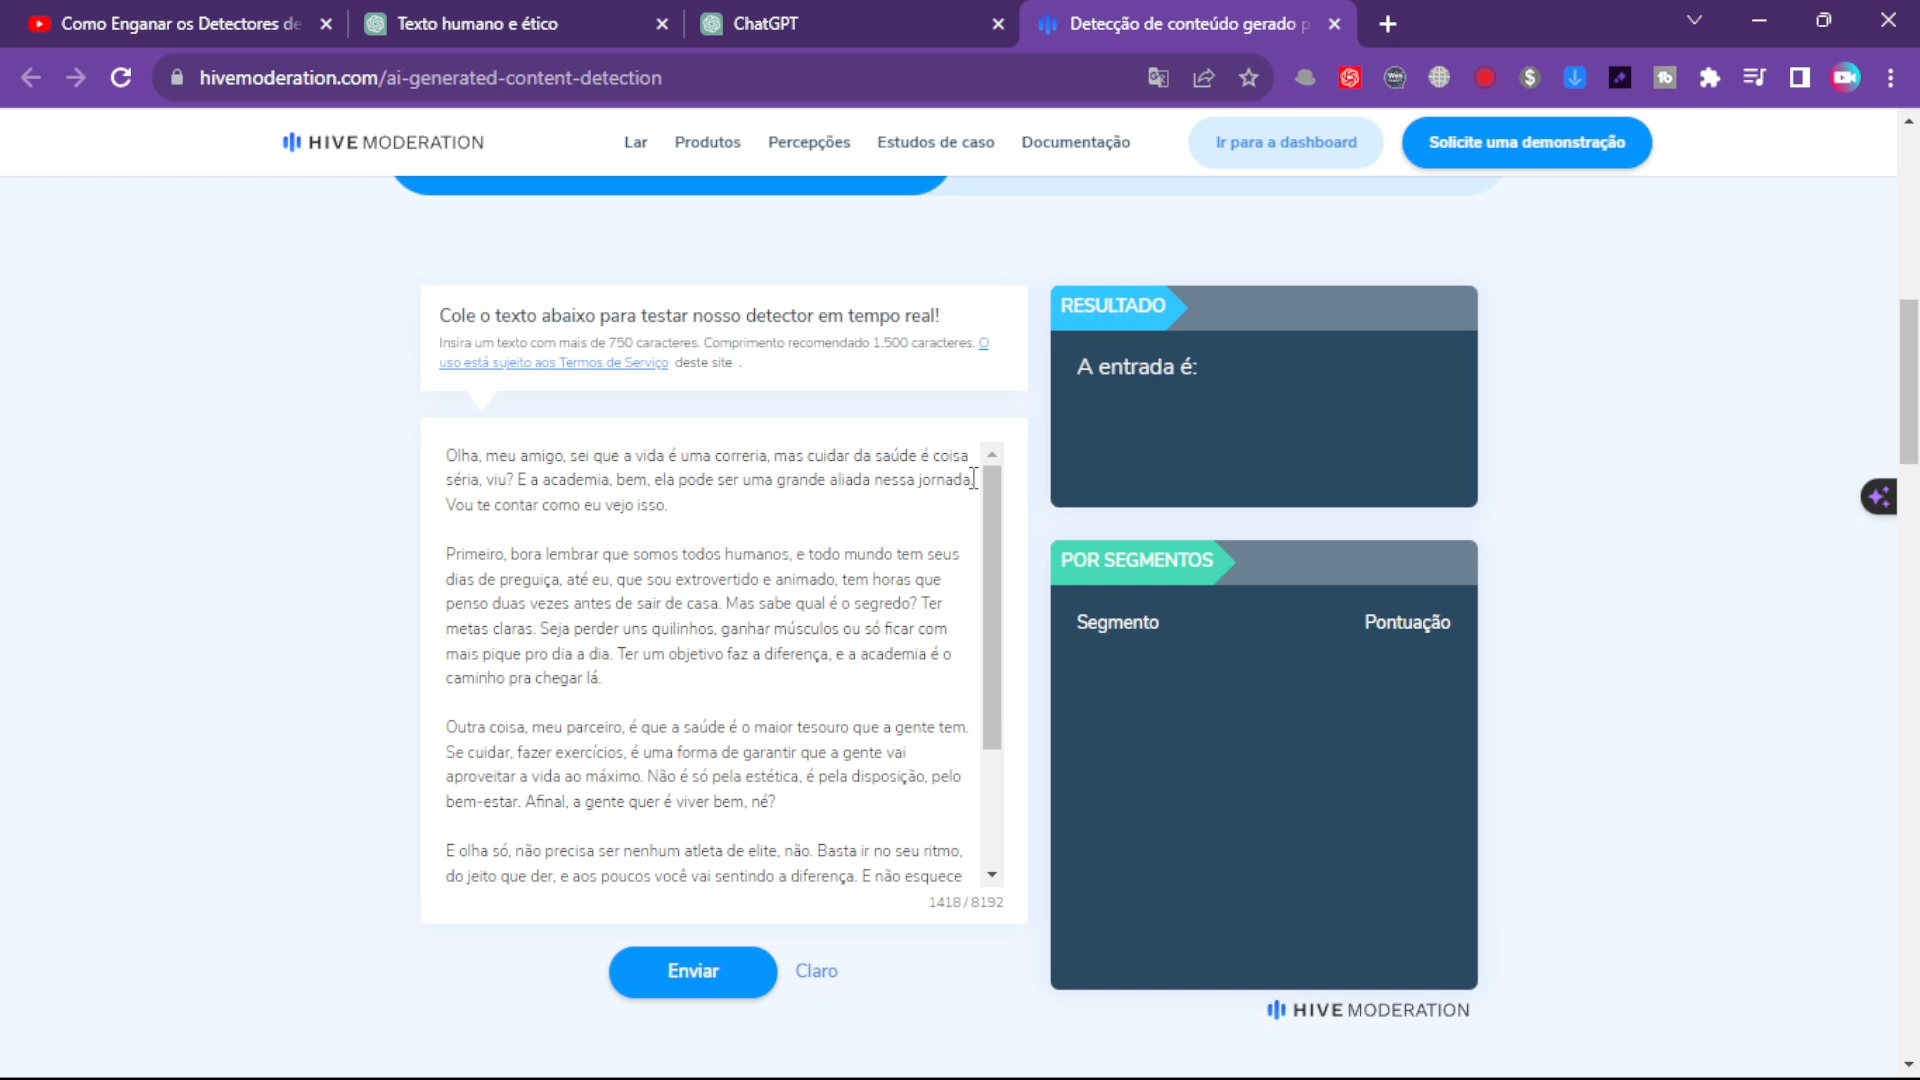 Como Enganar os Detectores de
Texto humano e ético
ChatGPT
Detecção de conteúdo gerado p
hivemoderation.com/ai-generated-content-detection
HIVE MODERATION
Lar
Produtos
Percepções
Estudos de caso
Documentação
Ir para a dashboard
Solicite uma demonstração
Cole o texto abaixo para testar nosso detector em tempo real!
Insira um texto com mais de 750 caracteres. Comprimento recomendado 1.500 caracteres. O
uso está sujeito aos Termos de Serviço deste site .
Olha, meu amigo, sei que a vida é uma correria, mas cuidar da saúde é coisa
séria, viu? E a academia, bem, ela pode ser uma grande aliada nessa jornada.
Vou te contar como eu vejo isso.
Primeiro, bora lembrar que somos todos humanos, e todo mundo tem seus
dias de preguiça, até eu, que sou extrovertido e animado, tem horas que
penso duas vezes antes de sair de casa. Mas sabe qual é o segredo? Ter
metas claras. Seja perder uns quilinhos, ganhar músculos ou só ficar com
mais pique pro dia a dia. Ter um objetivo faz a diferença, e a academia é o
caminho pra chegar lá.
Outra coisa, meu parceiro, é que a saúde é o maior tesouro que a gente tem.
Se cuidar, fazer exercícios, é uma forma de garantir que a gente vai
aproveitar a vida ao máximo. Não é só pela estética, é pela disposição, pelo
bem-estar. Afinal, a gente quer é viver bem, né?
E olha só, não precisa ser nenhum atleta de elite, não. Basta ir no seu ritmo,
do jeito que der, e aos poucos você vai sentindo a diferença. E não esquece
1418 / 8192
Enviar
Claro
RESULTADO
A entrada é:
POR SEGMENTOS
Segmento
Pontuação
HIVE MODERATION